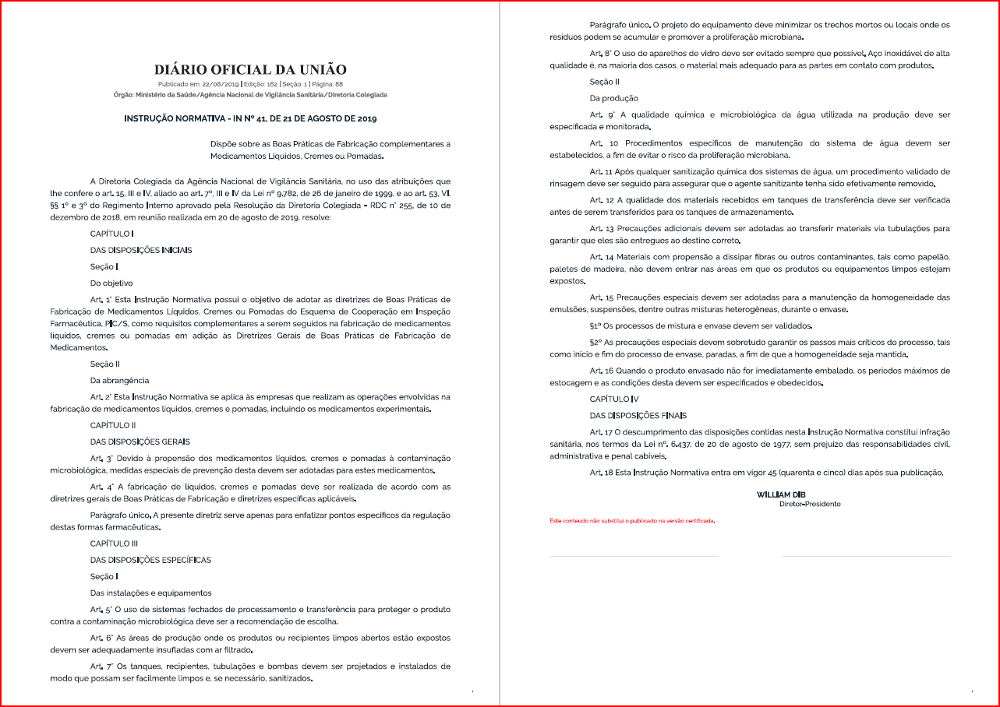 DIÁRIO OFICIAL DA UNIÃO
Publicado em: 22/08/2019 | Edição: 162 | Seção: 1 | Página: 88
Órgão: Ministério da Saúde/Agência Nacional de Vigilância Sanitária/Diretoria Colegiada
INSTRUÇÃO NORMATIVA - IN Nº 41, DE 21 DE AGOSTO DE 2019
Dispõe sobre as Boas Práticas de Fabricação complementares a
Medicamentos Líquidos, Cremes ou Pomadas.
A Diretoria Colegiada da Agência Nacional de Vigilância Sanitária, no uso das atribuições que
lhe confere o art. 15, III e IV, aliado ao art. 7º, III e IV da Lei nº 9.782, de 26 de janeiro de 1999, e ao art. 53, VI,
§§ 1º e 3º do Regimento Interno aprovado pela Resolução da Diretoria Colegiada - RDC n° 255, de 10 de
dezembro de 2018, em reunião realizada em 20 de agosto de 2019, resolve:
CAPÍTULO I
DAS DISPOSIÇÕES INICIAIS
Seção I
Do objetivo
Art. 1° Esta Instrução Normativa possui o objetivo de adotar as diretrizes de Boas Práticas de
Fabricação de Medicamentos Líquidos, Cremes ou Pomadas do Esquema de Cooperação em Inspeção
Farmacêutica, PIC/S, como requisitos complementares a serem seguidos na fabricação de medicamentos
líquidos, cremes ou pomadas em adição às Diretrizes Gerais de Boas Práticas de Fabricação de
Medicamentos.
Seção II
Da abrangência
Art. 2° Esta Instrução Normativa se aplica às empresas que realizam as operações envolvidas na
fabricação de medicamentos líquidos, cremes e pomadas, incluindo os medicamentos experimentais.
CAPÍTULO II
DAS DISPOSIÇÕES GERAIS
Art. 3° Devido à propensão dos medicamentos líquidos, cremes e pomadas à contaminação
microbiológica, medidas especiais de prevenção desta devem ser adotadas para estes medicamentos.
Art. 4° A fabricação de líquidos, cremes e pomadas deve ser realizada de acordo com as
diretrizes gerais de Boas Práticas de Fabricação e diretrizes específicas aplicáveis.
Parágrafo único. A presente diretriz serve apenas para enfatizar pontos específicos da regulação
destas formas farmacêuticas.
CAPÍTULO III
DAS DISPOSIÇÕES ESPECÍFICAS
Seção I
Das instalações e equipamentos
Art. 5° O uso de sistemas fechados de processamento e transferência para proteger o produto
contra a contaminação microbiológica deve ser a recomendação de escolha.
Art. 6° As áreas de produção onde os produtos ou recipientes limpos abertos estão expostos
devem ser adequadamente insufladas com ar filtrado.
Art. 7° Os tanques, recipientes, tubulações e bombas devem ser projetados e instalados de
modo que possam ser facilmente limpos e, se necessário, sanitizados.
Parágrafo único. O projeto do equipamento deve minimizar os trechos mortos ou locais onde os
resíduos podem se acumular e promover a proliferação microbiana.
Art. 8° O uso de aparelhos de vidro deve ser evitado sempre que possível. Aço inoxidável de alta
qualidade é, na maioria dos casos, o material mais adequado para as partes em contato com produtos.
Seção II
Da produção
Art. 9° A qualidade química e microbiológica da água utilizada na produção deve ser
especificada e monitorada.
Art. 10 Procedimentos específicos de manutenção do sistema de água devem ser
estabelecidos, a fim de evitar o risco da proliferação microbiana.
Art. 11 Após qualquer sanitização química dos sistemas de água, um procedimento validado de
rinsagem deve ser seguido para assegurar que o agente sanitizante tenha sido efetivamente removido.
Art. 12 A qualidade dos materiais recebidos em tanques de transferência deve ser verificada
antes de serem transferidos para os tanques de armazenamento.
Art. 13 Precauções adicionais devem ser adotadas ao transferir materiais via tubulações para
garantir que eles são entregues ao destino correto.
Art. 14 Materiais com propensão a dissipar fibras ou outros contaminantes, tais como papelão,
paletes de madeira, não devem entrar nas áreas em que os produtos ou equipamentos limpos estejam
expostos.
Art. 15 Precauções especiais devem ser adotadas para a manutenção da homogeneidade das
emulsões, suspensões, dentre outras misturas heterogêneas, durante o envase.
§1º Os processos de mistura e envase devem ser validados.
§2º As precauções especiais devem sobretudo garantir os passos mais críticos do processo, tais
como início e fim do processo de envase, paradas, a fim de que a homogeneidade seja mantida.
Art. 16 Quando o produto envasado não for imediatamente embalado, os períodos máximos de
estocagem e as condições desta devem ser especificados e obedecidos.
CAPÍTULO IV
DAS DISPOSIÇÕES FINAIS
Art. 17 O descumprimento das disposições contidas nesta Instrução Normativa constitui infração
sanitária, nos termos da Lei nº. 6.437, de 20 de agosto de 1977, sem prejuízo das responsabilidades civil,
administrativa e penal cabíveis.
Art. 18 Esta Instrução Normativa entra em vigor 45 (quarenta e cinco) dias após sua publicação.
WILLIAM DIB
Diretor-Presidente
Este conteúdo não substitui o publicado na versão certificada.